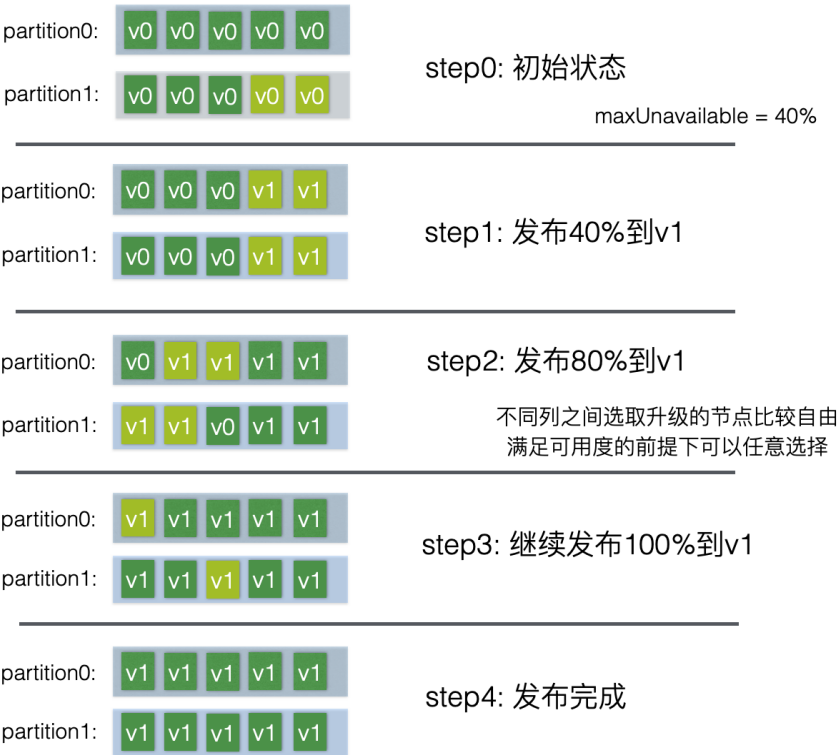 partition0: v0 v0 v0 v0 v0
partition1: v0 v0 v0 v0 v0
step0: 初始状态
maxUnavailable = 40%
partition0: v0 v0 v0 v1 v1
partition1: v0 v0 v0 v1 v1
step1: 发布40%到v1
partition0: v0 v1 v1 v1 v1
partition1: v1 v1 v0 v1 v1
step2: 发布80%到v1
不同列之间选取升级的节点比较自由
满足可用度的前提下可以任意选择
partition0: v1 v1 v1 v1 v1
partition1: v1 v1 v1 v1 v1
step3: 继续发布100%到v1
partition0: v1 v1 v1 v1 v1
partition1: v1 v1 v1 v1 v1
step4: 发布完成